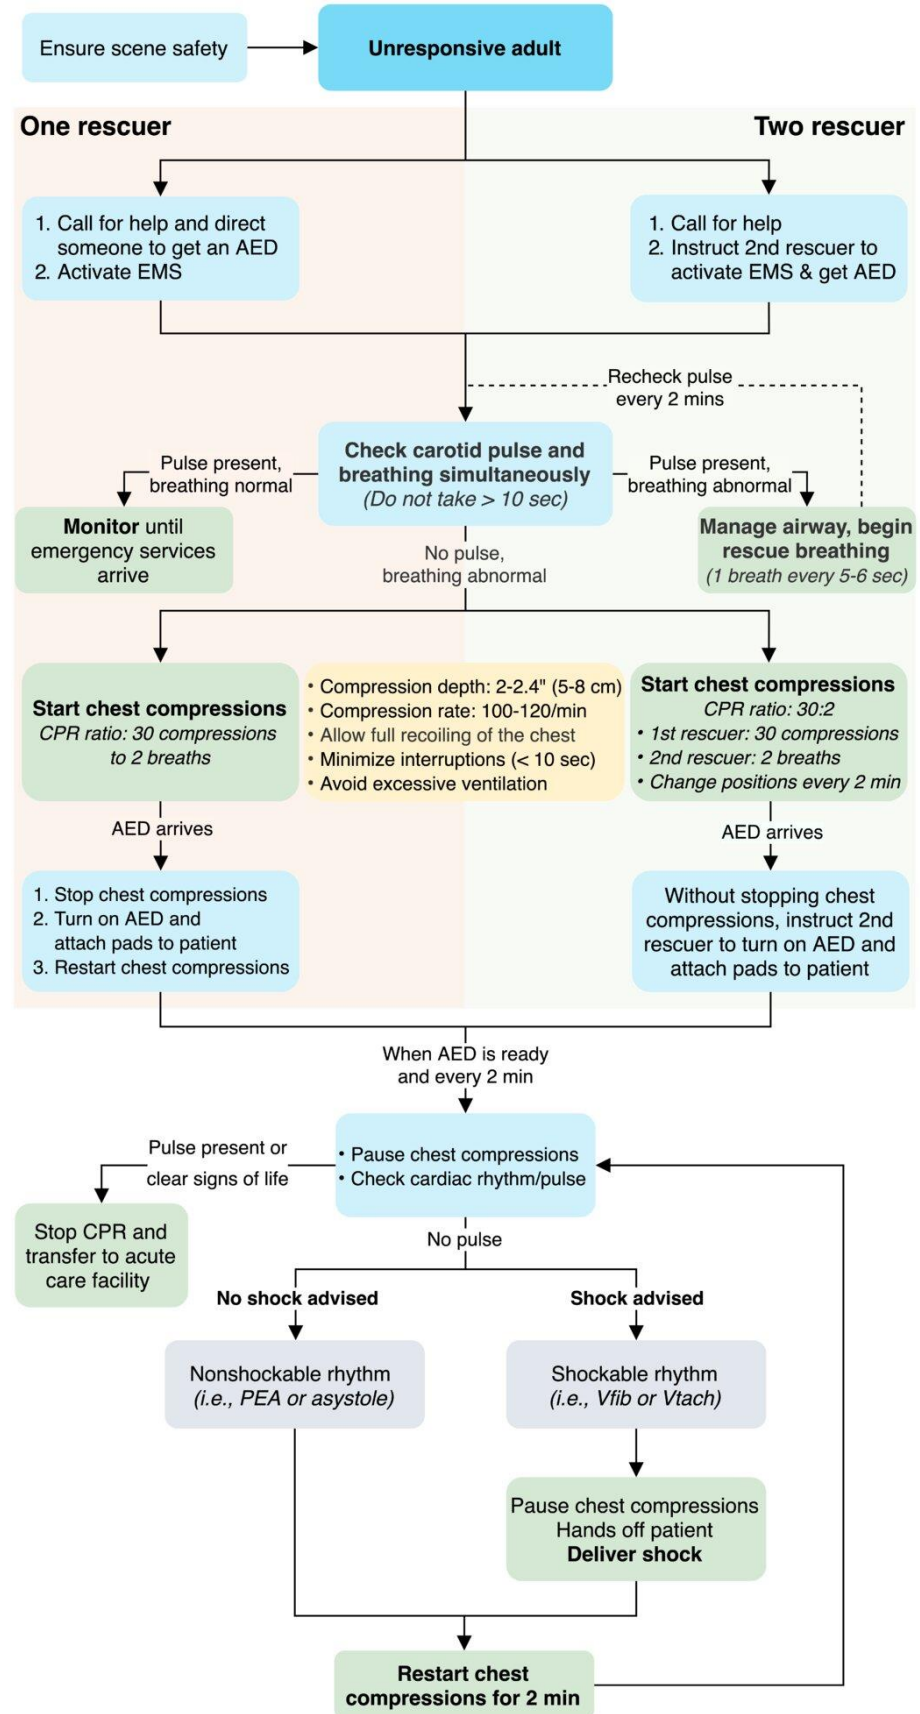 Ensure scene safety
Unresponsive adult
One rescuer
Two rescuer
1. Call for help and direct
someone to get an AED
2. Activate EMS
1. Call for help
2. Instruct 2nd rescuer to
activate EMS & get AED
Recheck pulse
every 2 mins
Check carotid pulse and
breathing simultaneously
(Do not take > 10 sec)
Pulse present,
breathing normal
Pulse present,
breathing abnormal
Monitor until
emergency services
arrive
No pulse,
breathing abnormal
Manage airway, begin
rescue breathing
(1 breath every 5-6 sec)
Start chest compressions
CPR ratio: 30 compressions
to 2 breaths
• Compression depth: 2-2.4" (5-8 cm)
• Compression rate: 100-120/min
• Allow full recoiling of the chest
• Minimize interruptions (< 10 sec)
• Avoid excessive ventilation
Start chest compressions
CPR ratio: 30:2
• 1st rescuer: 30 compressions
• 2nd rescuer: 2 breaths
• Change positions every 2 min
AED arrives
AED arrives
1. Stop chest compressions
2. Turn on AED and
attach pads to patient
3. Restart chest compressions
Without stopping chest
compressions, instruct 2nd
rescuer to turn on AED and
attach pads to patient
When AED is ready
and every 2 min
• Pause chest compressions
• Check cardiac rhythm/pulse
Pulse present or
clear signs of life
Stop CPR and
transfer to acute
care facility
No pulse
No shock advised
Shock advised
Nonshockable rhythm
(i.e., PEA or asystole)
Shockable rhythm
(i.e., Vfib or Vtach)
Pause chest compressions
Hands off patient
Deliver shock
Restart chest
compressions for 2 min